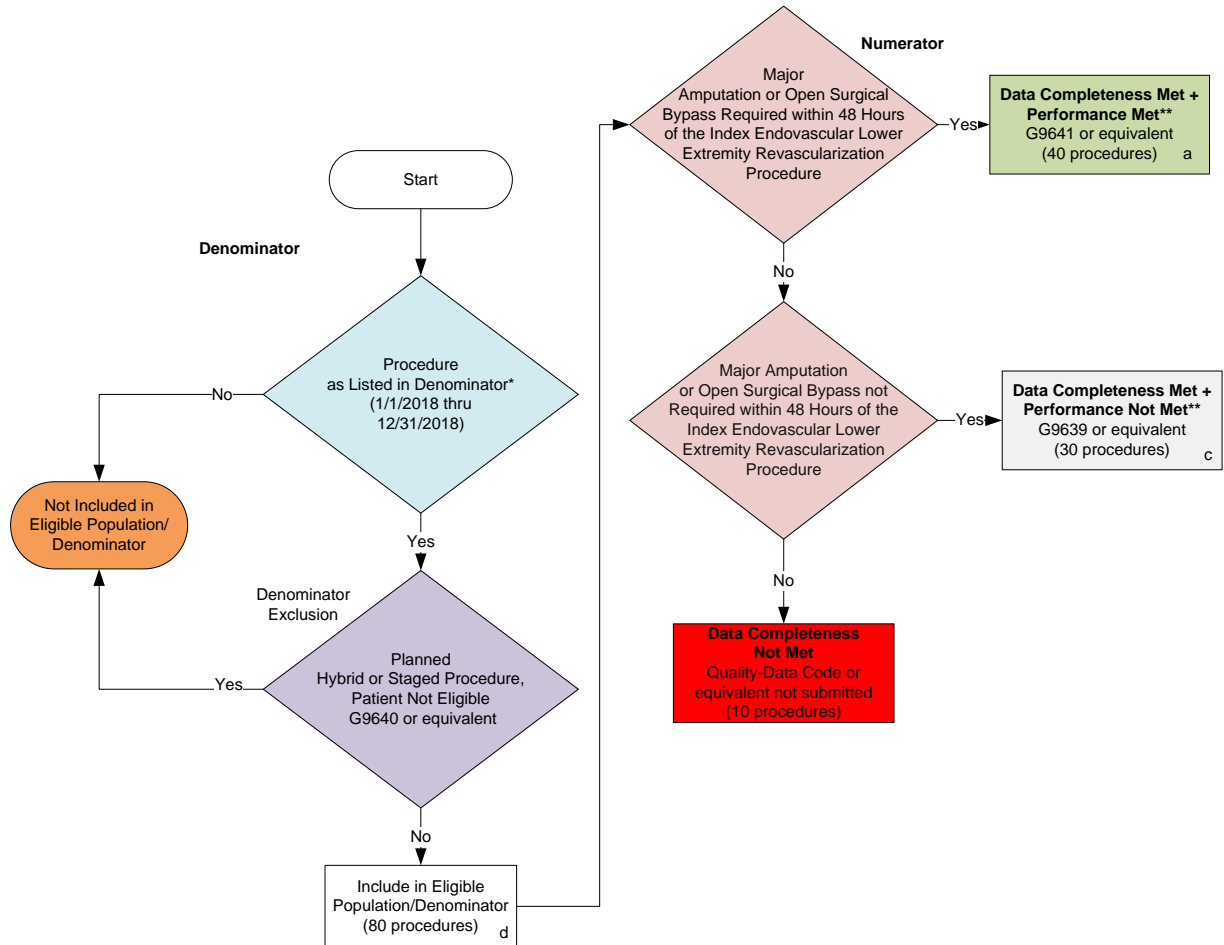 Start
Denominator
Procedure
as Listed in Denominator*
(1/1/2018 thru
12/31/2018)
No
Not Included in
Eligible Population/
Denominator
Yes
Denominator
Exclusion
Planned
Hybrid or Staged Procedure,
Patient Not Eligible
G9640 or equivalent
Yes
No
Include in Eligible
Population/Denominator
(80 procedures)
d
Numerator
Major
Amputation or Open Surgical
Bypass Required within 48 Hours
of the Index Endovascular Lower
Extremity Revascularization
Procedure
Yes
Data Completeness Met +
Performance Met**
G9641 or equivalent
(40 procedures)
a
No
Major Amputation
or Open Surgical Bypass not
Required within 48 Hours of the
Index Endovascular Lower
Extremity Revascularization
Procedure
Yes
Data Completeness Met +
Performance Not Met**
G9639 or equivalent
(30 procedures)
c
No
Data Completeness
Not Met
Quality-Data Code or
equivalent not submitted
(10 procedures)